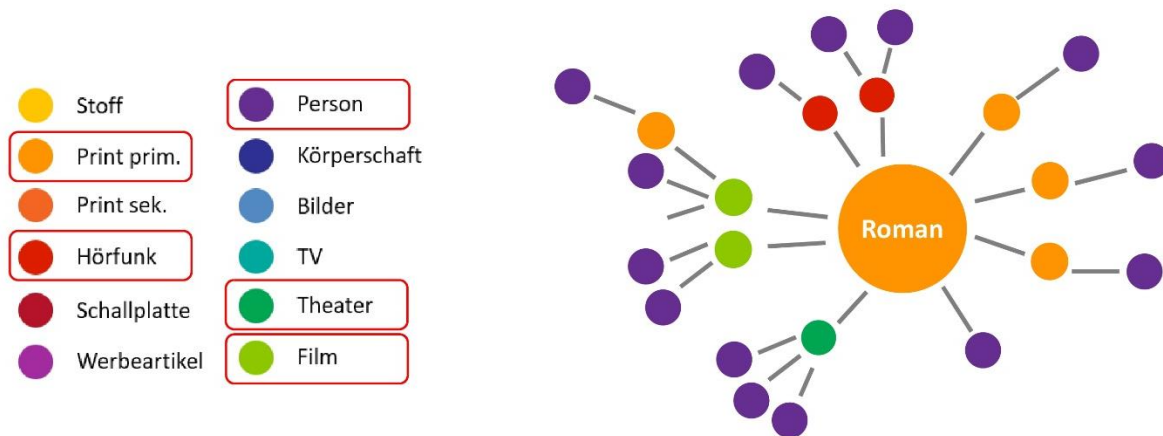 Stoff
Print prim.
Print sek.
Hörfunk
Schallplatte
Werbeartikel
Person
Körperschaft
Bilder
TV
Theater
Film
Roman